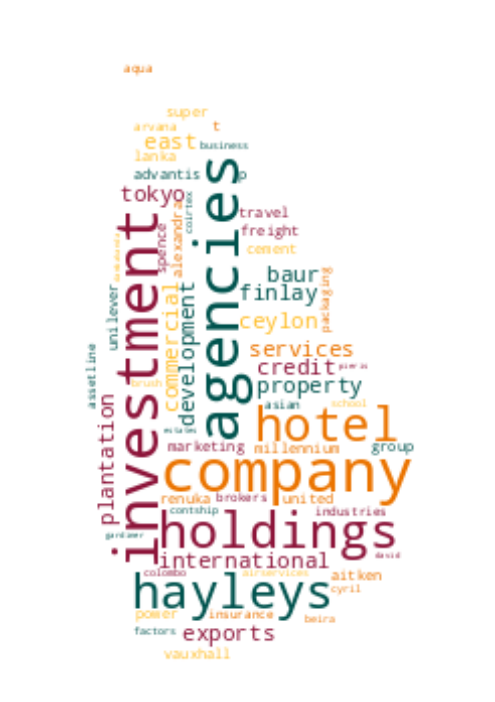 aqua
super
arvana t
east business
lanka
advantis p
tokyo
agencies
coirtex
travel
alexandra
investment
spence
freight
cement
baur
packaging
finlay
unilever
development
commercial
ceylon
assetline
services
credit pieris
brush
property
plantation
asian school
estates
hotel
marketing millennium group
company
renuka brokers united
contship industries
holdings
gardiner
international david
colombo airservices aitken
hayleys cyril
power insurance beira
factors exports
vauxhall